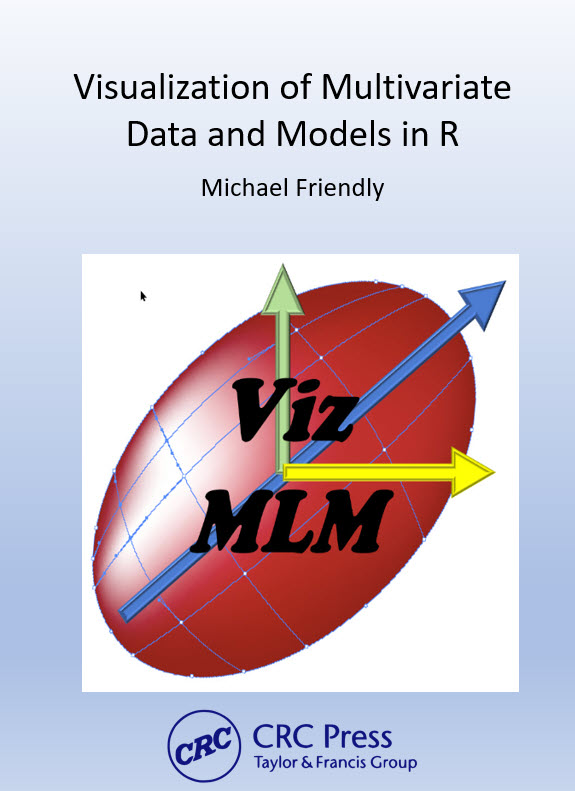 Visualization of Multivariate
Data and Models in R
Michael Friendly
Viz
MLM
CRC
CRC Press
Taylor & Francis Group